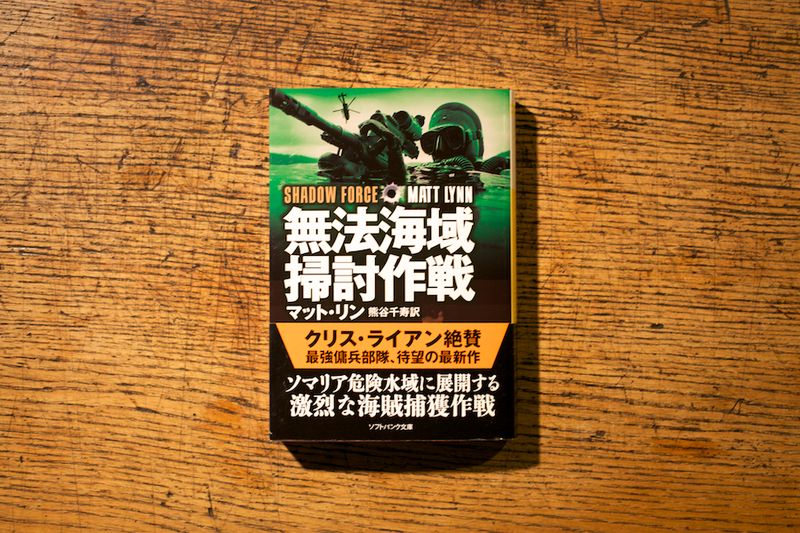 SHADOW FORCE MATT LYNN
無法海域
掃討作戦
マット・リン 熊谷千寿訳
クリス・ライアン絶賛
最強傭兵部隊、待望の最新作
ソマリア危険水域に展開する
激烈な海賊捕獲作戦
ソフトバンク文庫